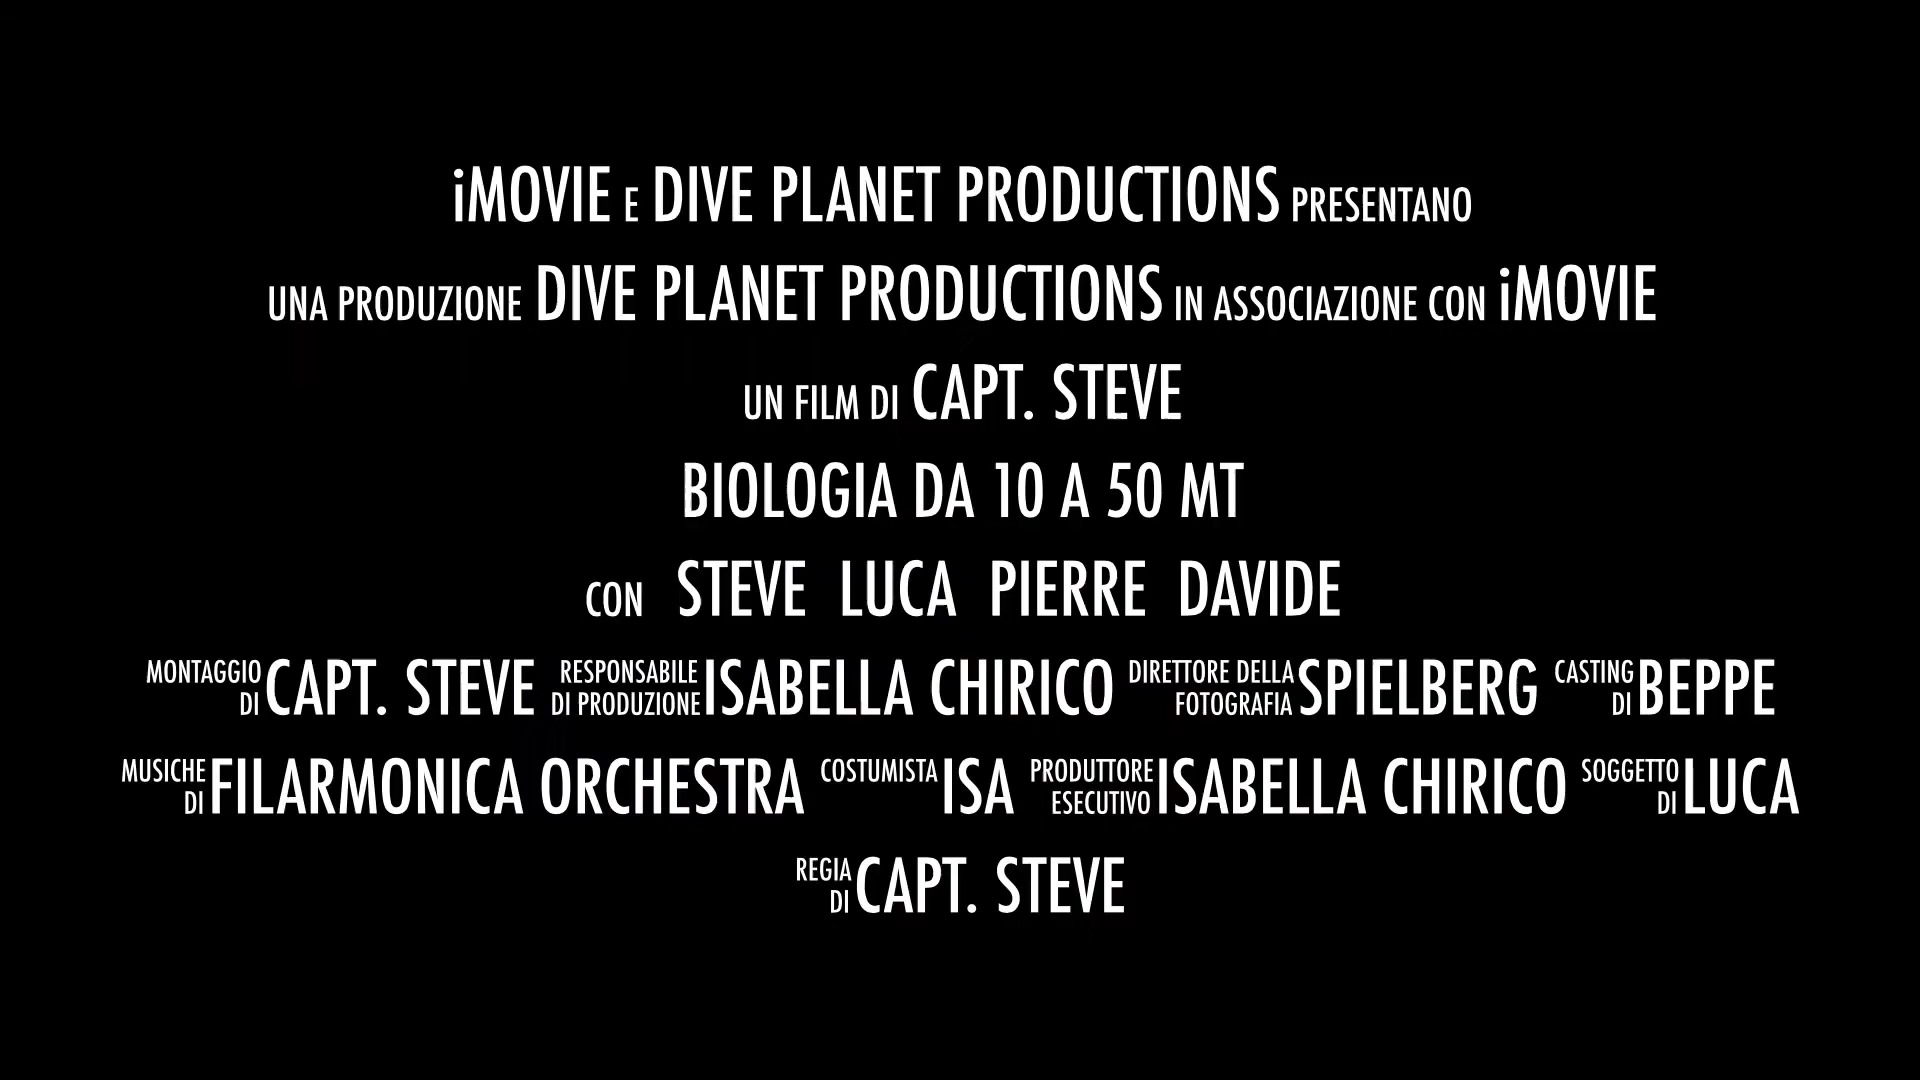 iMOVIE E DIVE PLANET PRODUCTIONS PRESENTANO
UNA PRODUZIONE DIVE PLANET PRODUCTIONS IN ASSOCIAZIONE CON iMOVIE
UN FILM DI CAPT. STEVE
BIOLOGIA DA 10 A 50 MT
CON STEVE LUCA PIERRE DAVIDE
MONTAGGIO DI CAPT. STEVE RESPONSABILE DI PRODUZIONE ISABELLA CHIRICO DIRETTORE DELLA FOTOGRAFIA SPIELBERG CASTING DI BEPPE
MUSICHE DI FILARMONICA ORCHESTRA COSTUMISTA ISA PRODUTTORE ESECUTIVO ISABELLA CHIRICO SOGGETTO DI LUCA
REGIA DI CAPT. STEVE